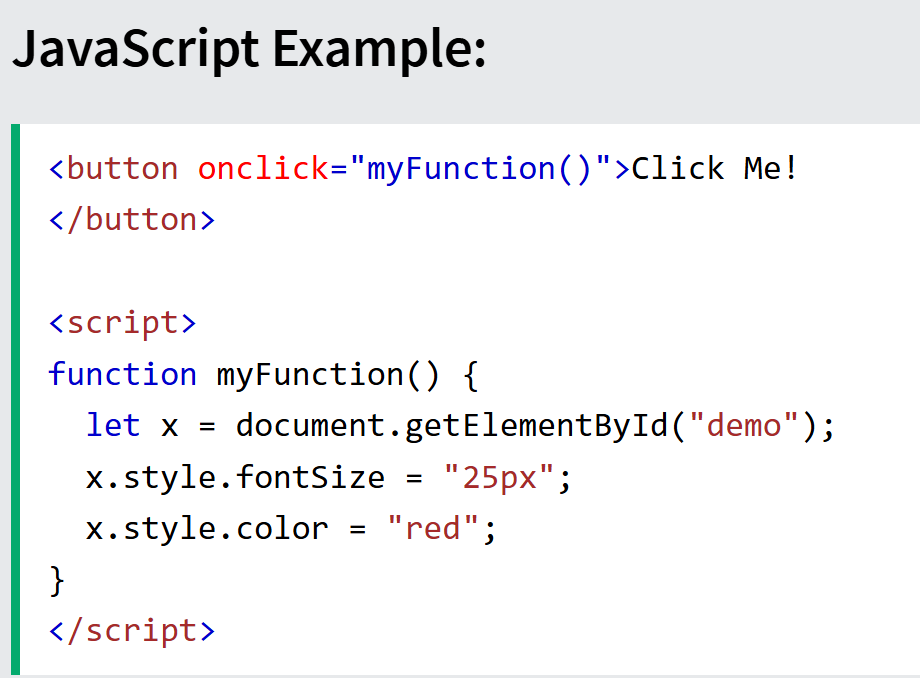 JavaScript Example:
<button onclick="myFunction()">Click Me!
</button>
<script>
function myFunction() {
  let x = document.getElementById("demo");
  x.style.fontSize = "25px";
  x.style.color = "red";
}
</script>